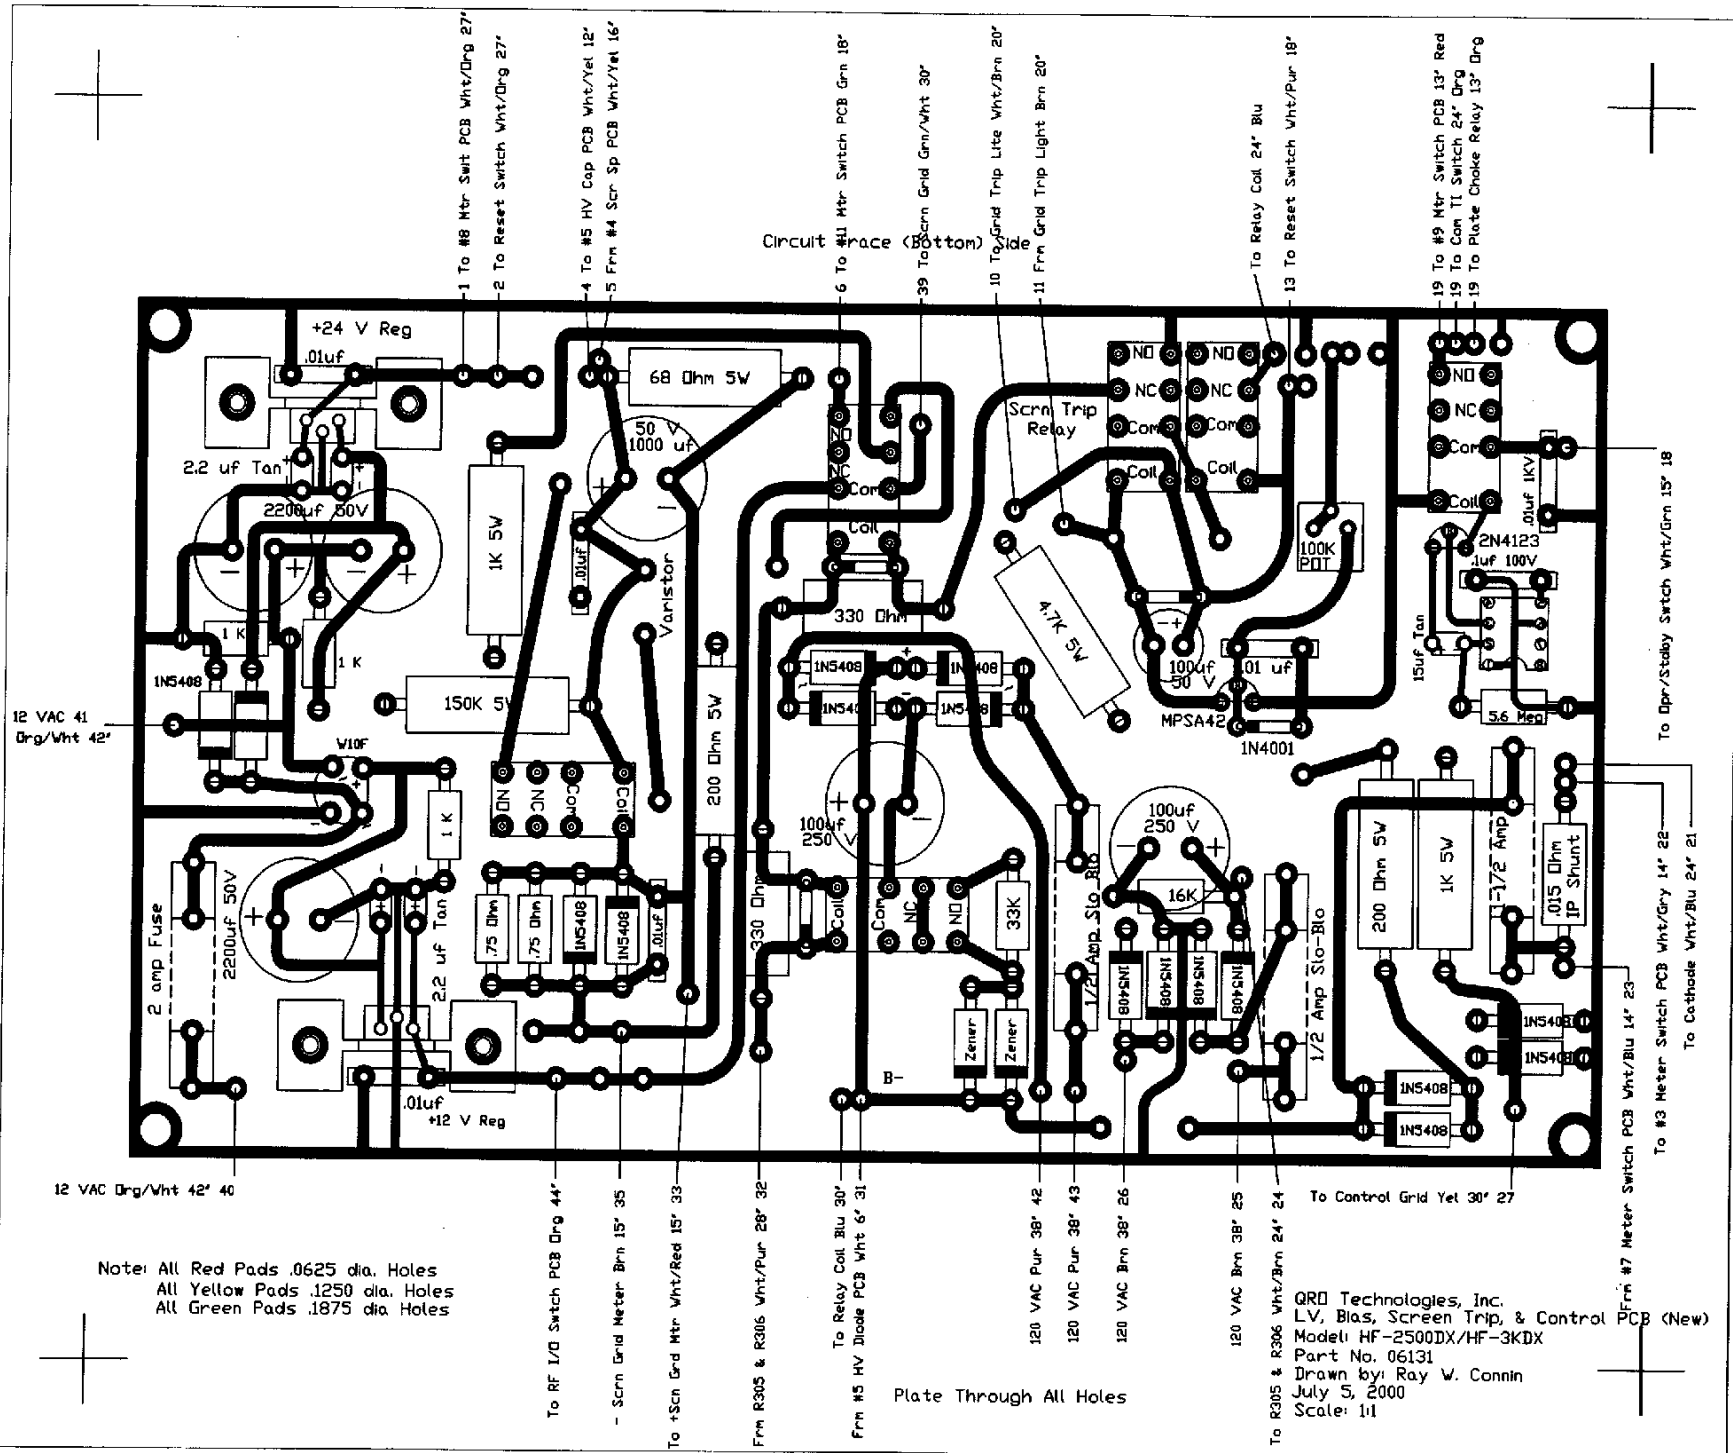 1 To #8 Mtr Swit PCB Wht/Org 27"
2 To Reset Switch Wht/Org 27"
4 To #5 HV Cap PCB Wht/Yel 12"
5 Frm #4 Scr Sp PCB Wht/Yel 16"
6 To #11 Mtr Switch PCB Grn 18"
39 To Scrn Grid Grn/Wht 30"
10 To Grid Trip Lite Wht/Brn 20"
11 Frm Grid Trip Light Brn 20"
To Relay Coil 24" Blu
13 To Reset Switch Wht/Pur 18"
19 To #9 Mtr Switch PCB 13" Red
19 To Com TI Switch 24" Org
19 To Plate Choke Relay 13" Org
Circuit Trace (Bottom) Side
+24 V Reg
.01uf
68 Ohm 5W
50 V
1000 uf
2.2 uf Tan
2200uf 50V
1K 5W
.01uf
Varistor
NO
NC
Com
Coil
330 Ohm
Scrn Trip
Relay
NO
NC
Com
Coil
NO
NC
Com
Coil
NO
NC
Com
Coil
.01uf 1KV
To Opr/Stdby Swtch Wht/Grn 15" 18
100K
POT
2N4123
.1uf 100V
15uf Tan
5.6 Meg
4.7K 5W
100uf
50 V
.01 uf
MPSA42
1N4001
1 K
1 K
1N5408
150K 5W
200 Ohm 5W
1N5408
1N5408
1N5408
1N5408
12 VAC 41
Org/Wht 42"
W10F
1 K
NO
NC
Com
Coil
100uf
250 V
100uf
250 V
16K
1/2 Amp Slo Blo
200 Ohm 5W
1K 5W
1-1/2 Amp
.015 Ohm
IP Shunt
2 amp Fuse
2200uf 50V
2.2 uf Tan
.75 Ohm
.75 Ohm
1N5408
1N5408
.01uf
330 Ohm
Coil
Com
NC
NO
33K
1N5408
1N5408
1N5408
1N5408
1/2 Amp Slo-Blo
1N5408
1N5408
1N5408
1N5408
Zener
Zener
B-
.01uf
+12 V Reg
To Cathode Wht/Blu 24" 21
To #3 Meter Switch PCB Wht/Gry 14" 22
Frm #7 Meter Switch PCB Wht/Blu 14" 23
12 VAC Org/Wht 42" 40
To RF I/O Swtch PCB Org 44"
- Scrn Grid Meter Brn 15" 35
To +Scn Grd Mtr Wht/Red 15" 33
Frm R305 & R306 Wht/Pur 28" 32
To Relay Coil Blu 30"
Frm #5 HV Diode PCB Wht 6" 31
120 VAC Pur 38" 42
120 VAC Pur 38" 43
120 VAC Brn 38" 26
120 VAC Brn 38" 25
To R305 & R306 Wht/Brn 24" 24
To Control Grid Yel 30" 27
Note: All Red Pads .0625 dia. Holes
All Yellow Pads .1250 dia. Holes
All Green Pads .1875 dia Holes
Plate Through All Holes
QRO Technologies, Inc.
LV, Bias, Screen Trip, & Control PCB (New)
Model: HF-2500DX/HF-3KDX
Part No. 06131
Drawn by: Ray W. Connin
July 5, 2000
Scale: 1:1